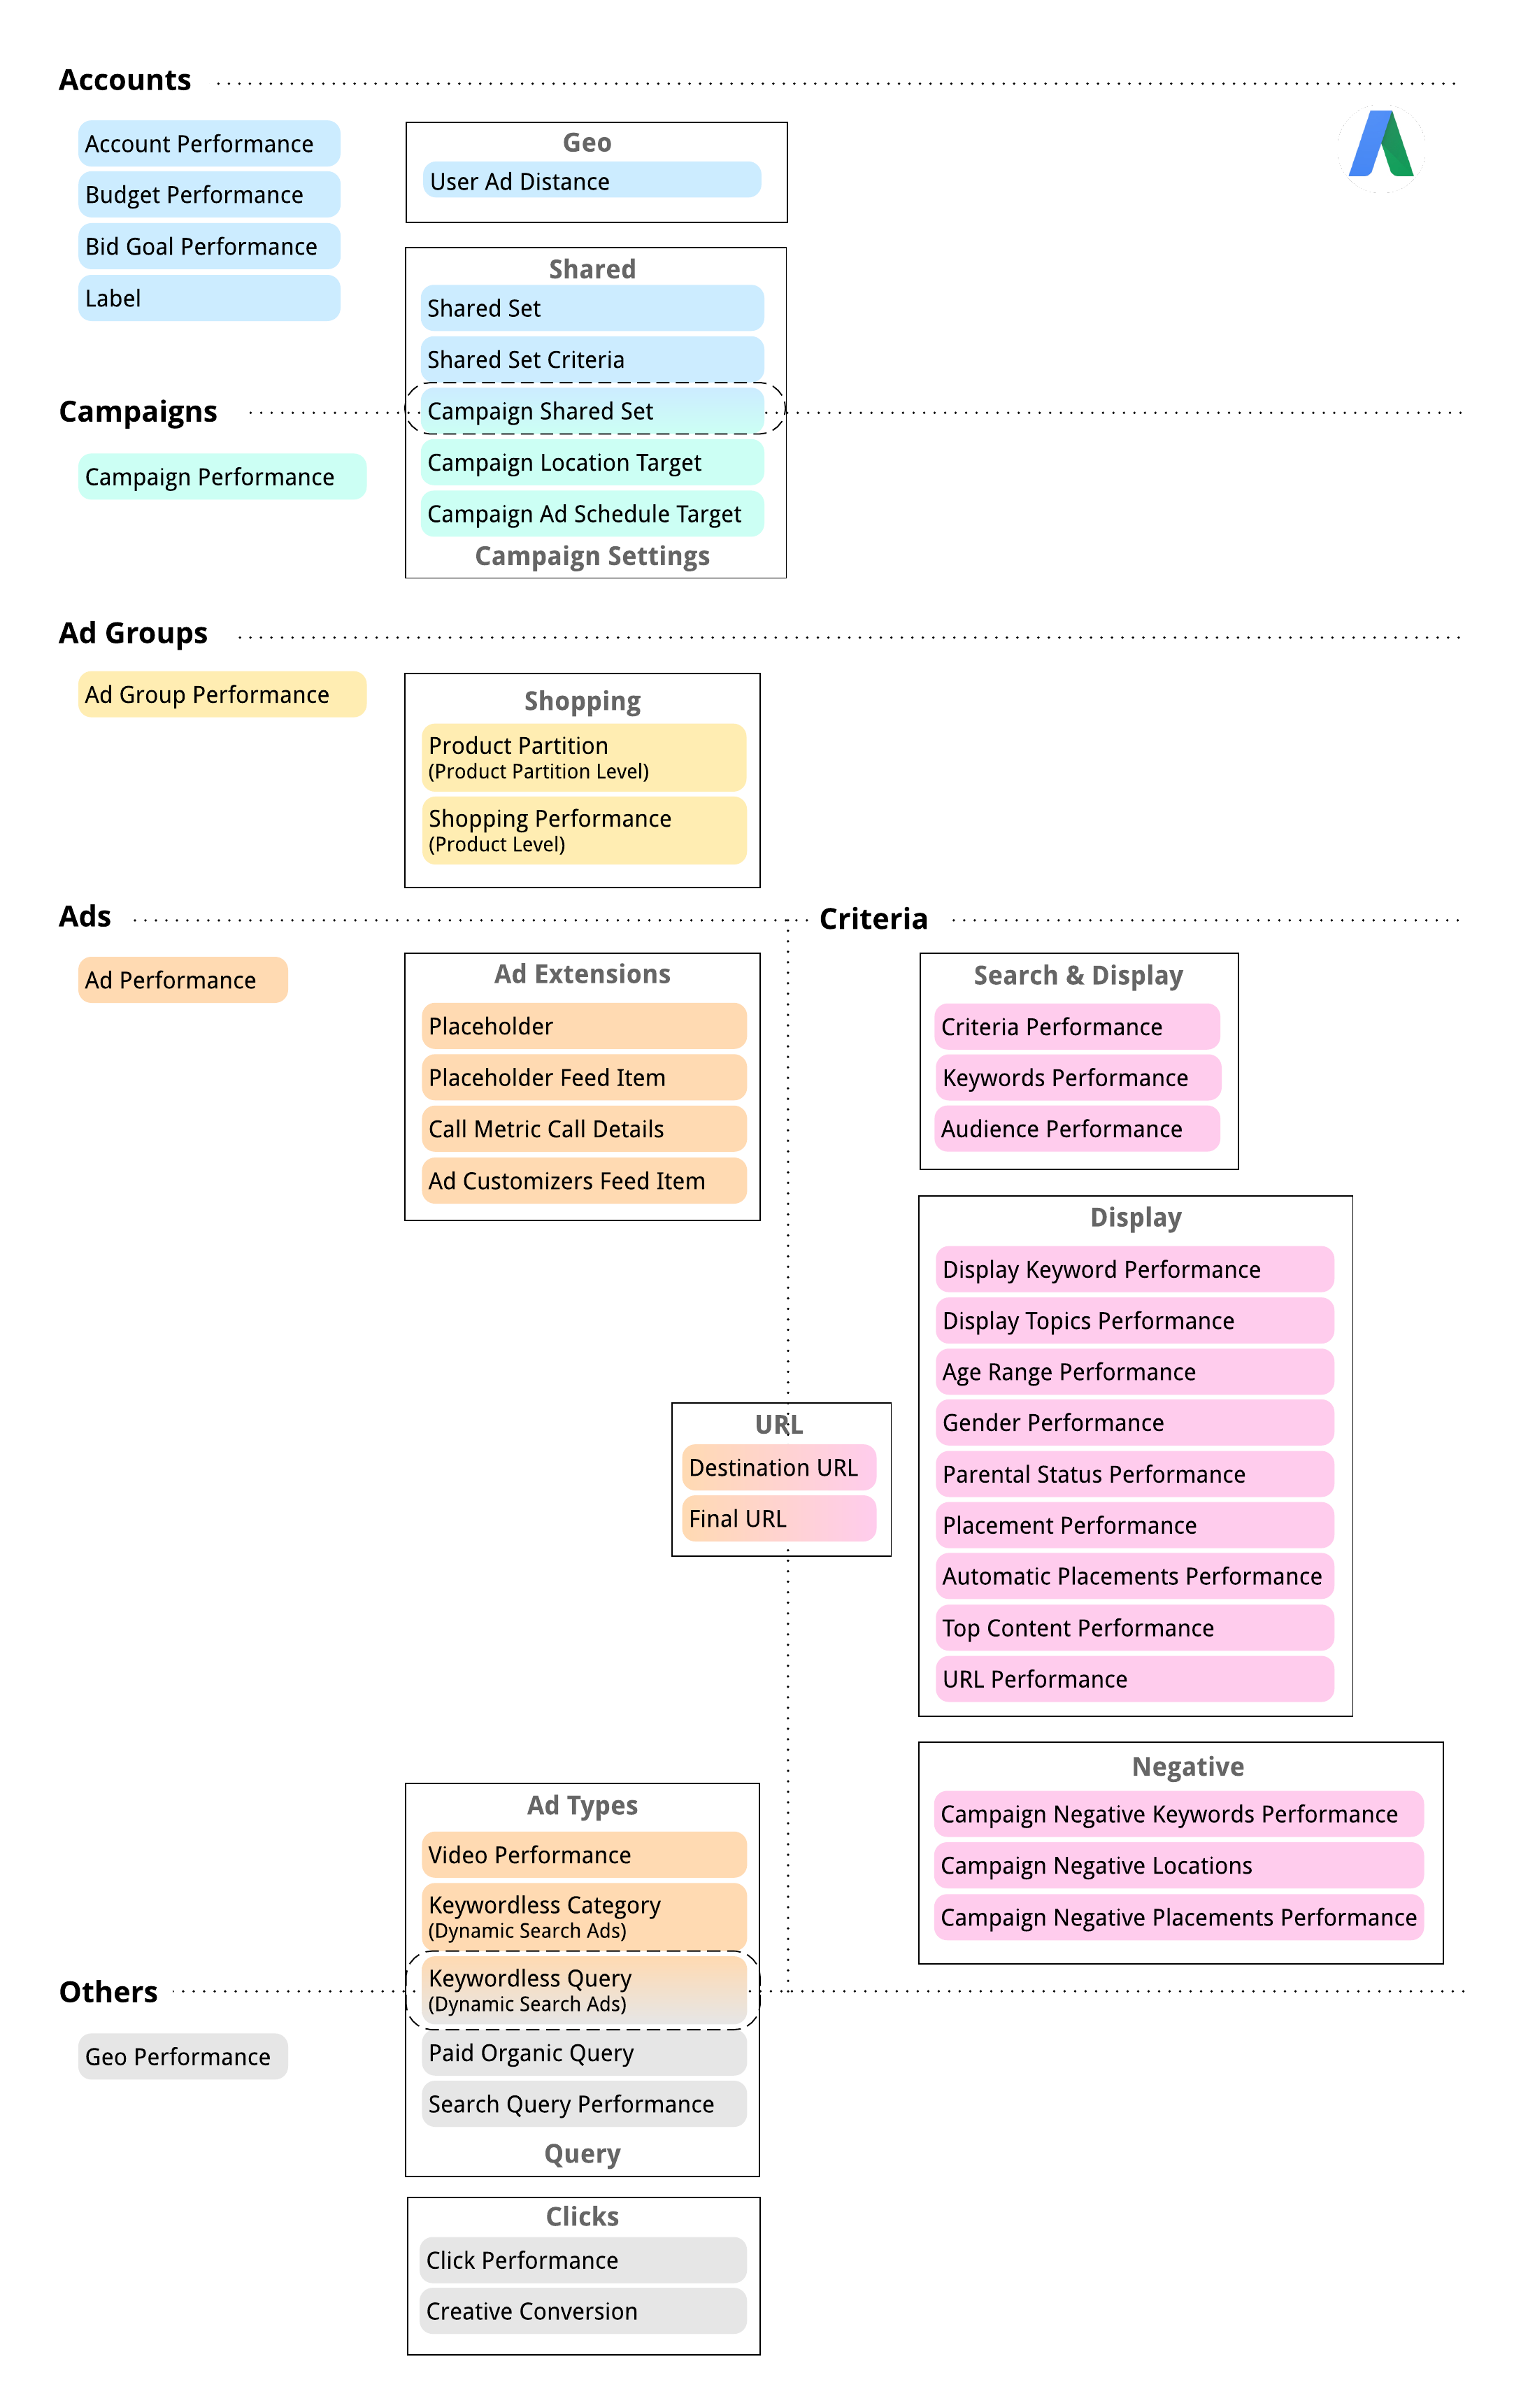 Accounts
Account Performance
Budget Performance
Bid Goal Performance
Label
Geo
User Ad Distance
Shared
Shared Set
Shared Set Criteria
Campaigns
Campaign Shared Set
Campaign Performance
Campaign Location Target
Campaign Ad Schedule Target
Campaign Settings
Ad Groups
Ad Group Performance
Shopping
Product Partition
(Product Partition Level)
Shopping Performance
(Product Level)
Ads
Ad Performance
Ad Extensions
Placeholder
Placeholder Feed Item
Call Metric Call Details
Ad Customizers Feed Item
Criteria
Search & Display
Criteria Performance
Keywords Performance
Audience Performance
Display
Display Keyword Performance
Display Topics Performance
Age Range Performance
Gender Performance
Parental Status Performance
Placement Performance
Automatic Placements Performance
Top Content Performance
URL Performance
URL
Destination URL
Final URL
Negative
Campaign Negative Keywords Performance
Campaign Negative Locations
Campaign Negative Placements Performance
Ad Types
Video Performance
Keywordless Category
(Dynamic Search Ads)
Keywordless Query
(Dynamic Search Ads)
Others
Geo Performance
Paid Organic Query
Search Query Performance
Query
Clicks
Click Performance
Creative Conversion